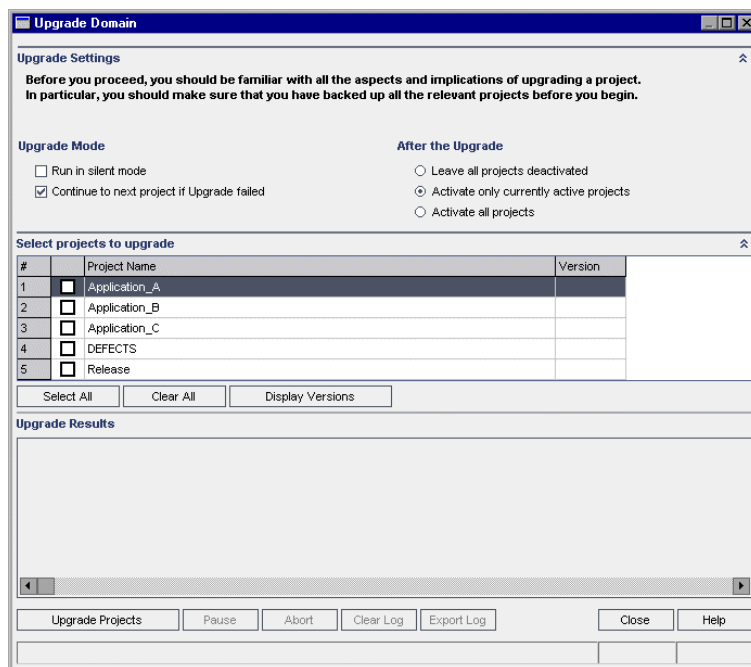 Upgrade Domain
Upgrade Settings
Before you proceed, you should be familiar with all the aspects and implications of upgrading a project.
In particular, you should make sure that you have backed up all the relevant projects before you begin.
Upgrade Mode
Run in silent mode
Continue to next project if Upgrade failed
After the Upgrade
Leave all projects deactivated
Activate only currently active projects
Activate all projects
Select projects to upgrade
# Project Name Version
1 Application_A
2 Application_B
3 Application_C
4 DEFECTS
5 Release
Select All Clear All Display Versions
Upgrade Results
Upgrade Projects Pause Abort Clear Log Export Log Close Help